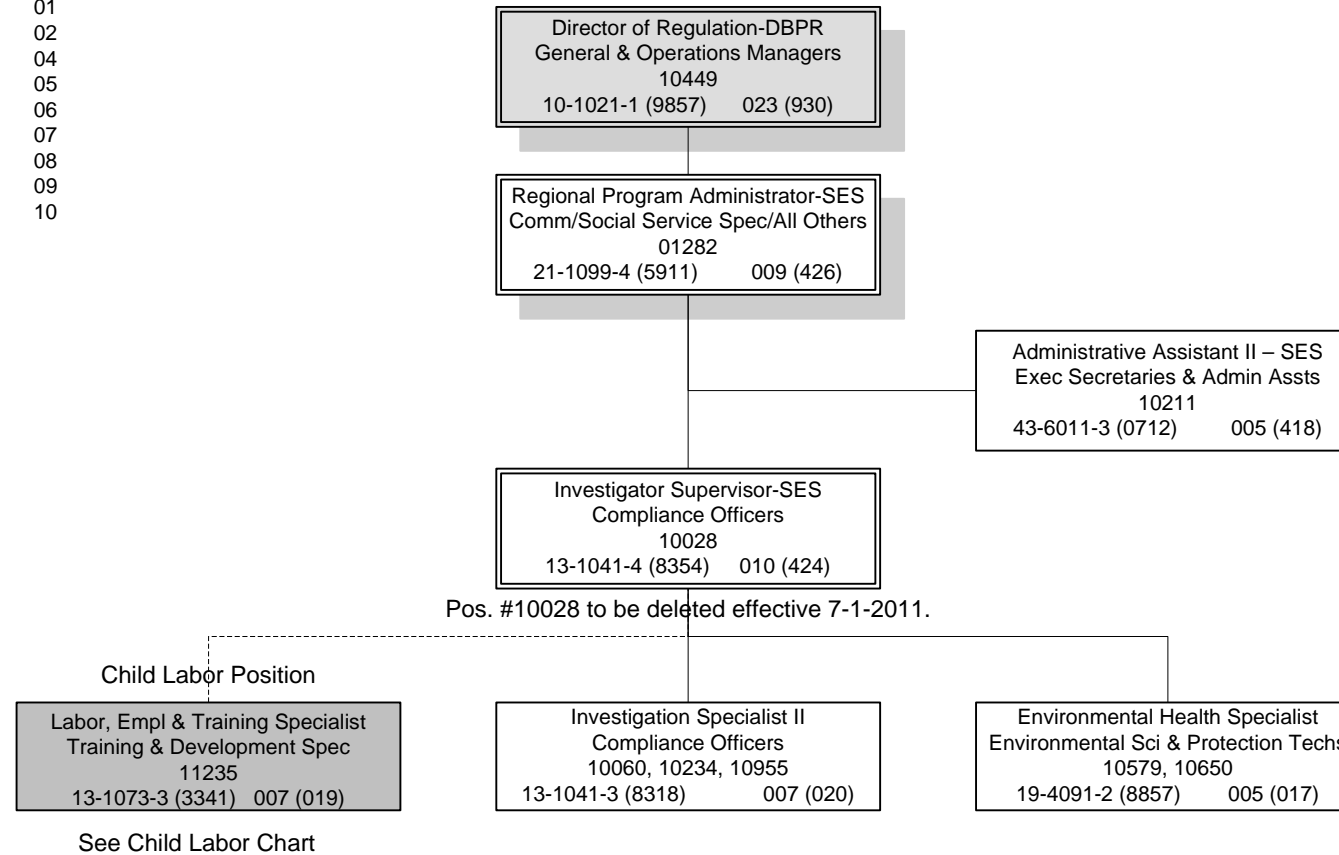 01
02
04
05
06
07
08
09
10
Director of Regulation-DBPR
General & Operations Managers
10449
10-1021-1 (9857) 023 (930)
Regional Program Administrator-SES
Comm/Social Service Spec/All Others
01282
21-1099-4 (5911) 009 (426)
Administrative Assistant II – SES
Exec Secretaries & Admin Assts
10211
43-6011-3 (0712) 005 (418)
Investigator Supervisor-SES
Compliance Officers
10028
13-1041-4 (8354) 010 (424)
Pos. #10028 to be deleted effective 7-1-2011.
Child Labor Position
Labor, Empl & Training Specialist
Training & Development Spec
11235
13-1073-3 (3341) 007 (019)
See Child Labor Chart
Investigation Specialist II
Compliance Officers
10060, 10234, 10955
13-1041-3 (8318) 007 (020)
Environmental Health Specialist
Environmental Sci & Protection Techs
10579, 10650
19-4091-2 (8857) 005 (017)